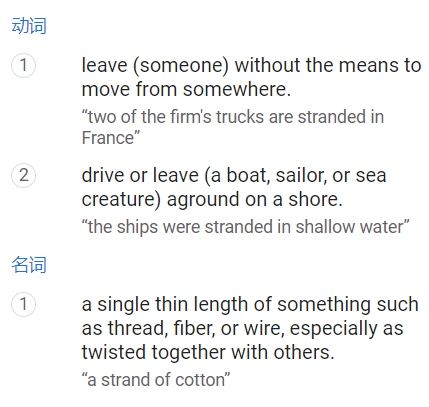 动词
1
leave (someone) without the means to
move from somewhere.
“two of the firm's trucks are stranded in
France”
2
drive or leave (a boat, sailor, or sea
creature) aground on a shore.
“the ships were stranded in shallow water”
名词
1
a single thin length of something such
as thread, fiber, or wire, especially as
twisted together with others.
“a strand of cotton”